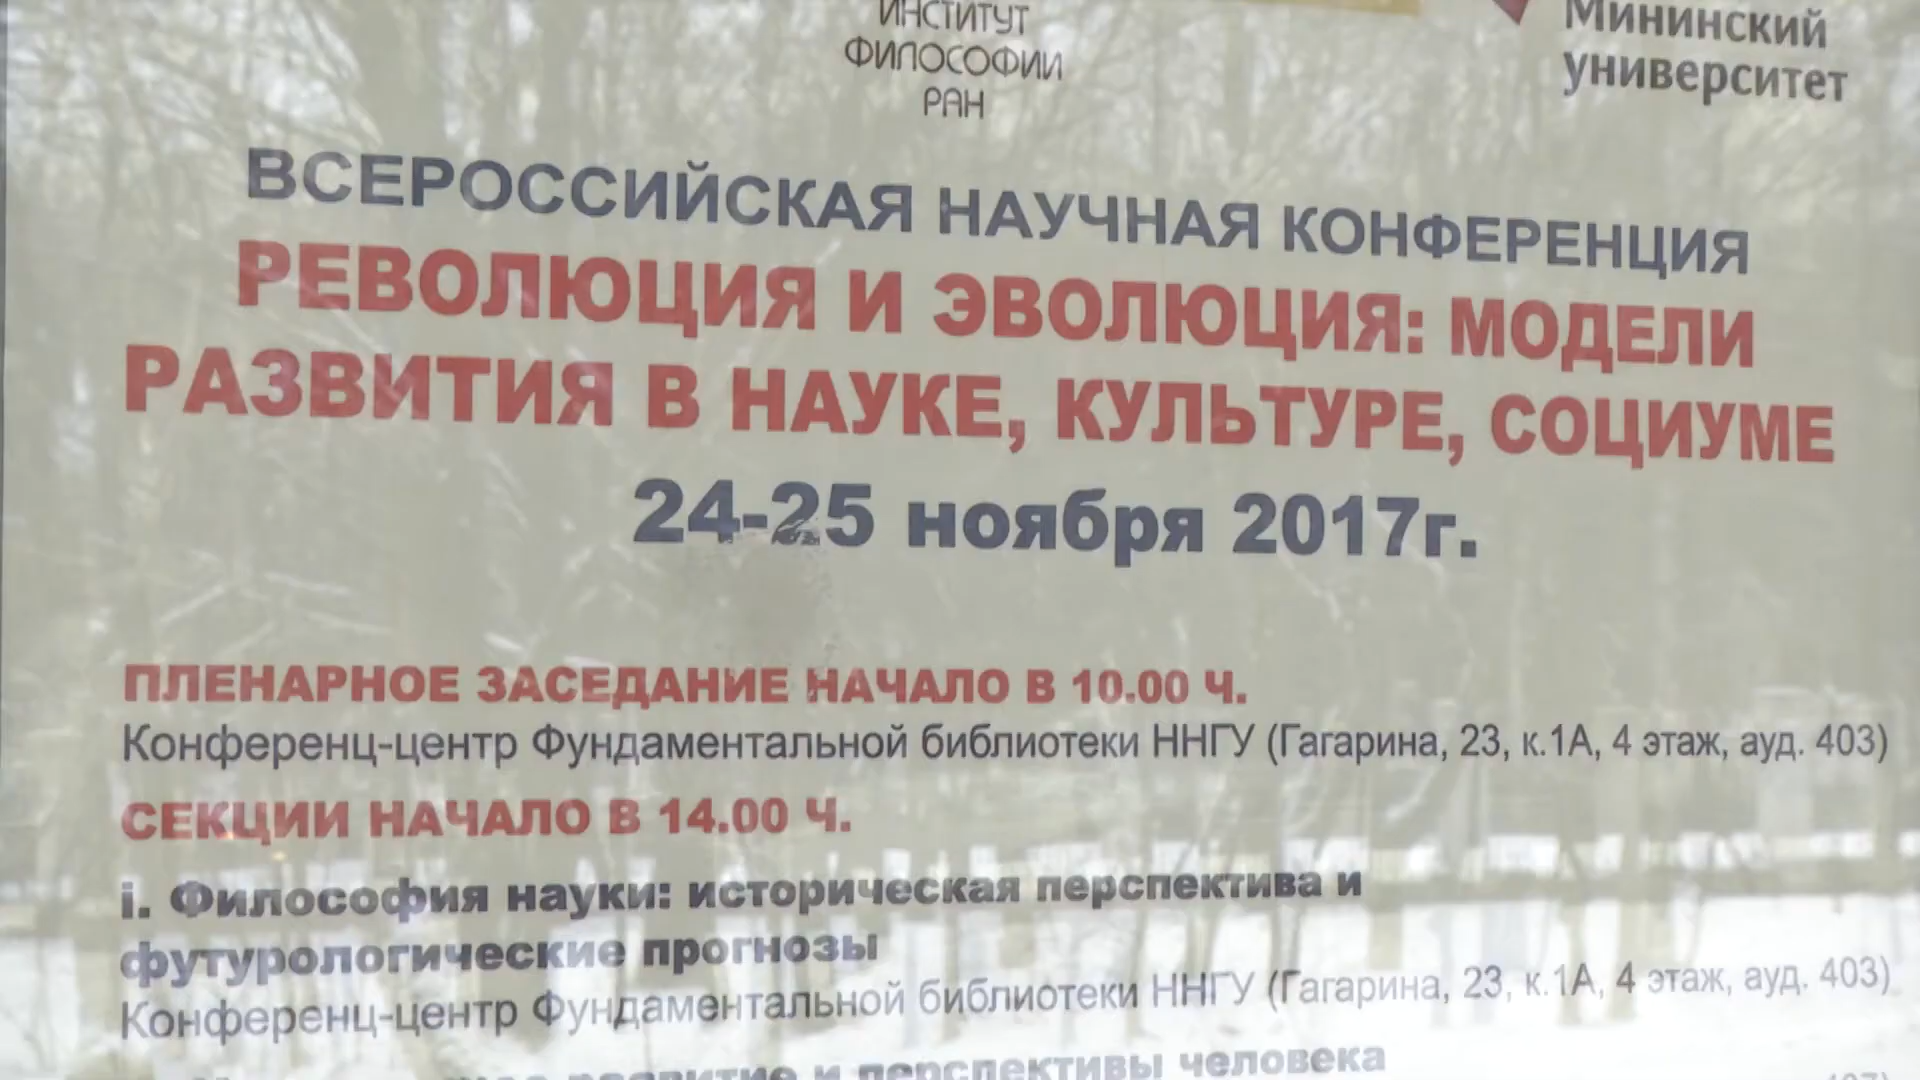 ИНСТИТУТ
ФИЛОСОФИИ
РАН
Мининский
университет
ВСЕРОССИЙСКАЯ НАУЧНАЯ КОНФЕРЕНЦИЯ
РЕВОЛЮЦИЯ И ЭВОЛЮЦИЯ: МОДЕЛИ
РАЗВИТИЯ В НАУКЕ, КУЛЬТУРЕ, СОЦИУМЕ
24-25 ноября 2017г.
ПЛЕНАРНОЕ ЗАСЕДАНИЕ НАЧАЛО В 10.00 Ч.
Конференц-центр Фундаментальной библиотеки ННГУ (Гагарина, 23, к.1А, 4 этаж, ауд. 403)
СЕКЦИИ НАЧАЛО В 14.00 Ч.
i. Философия науки: историческая перспектива и
футурологические прогнозы
Конференц-центр Фундаментальной библиотеки ННГУ (Гагарина, 23, к.1А, 4 этаж, ауд. 403)
развитие и перспективы человека